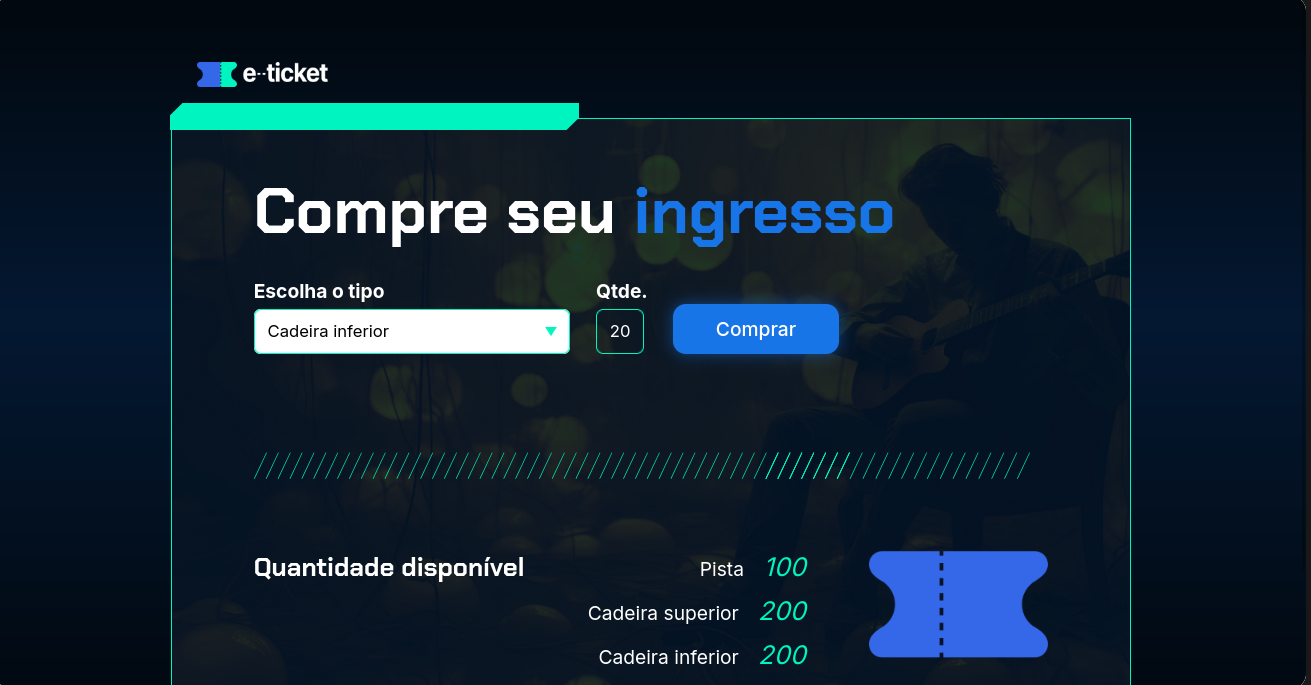 e--ticket
Compre seu ingresso
Escolha o tipo
Qtde.
Cadeira inferior
20
Comprar
Quantidade disponível
Pista 100
Cadeira superior 200
Cadeira inferior 200